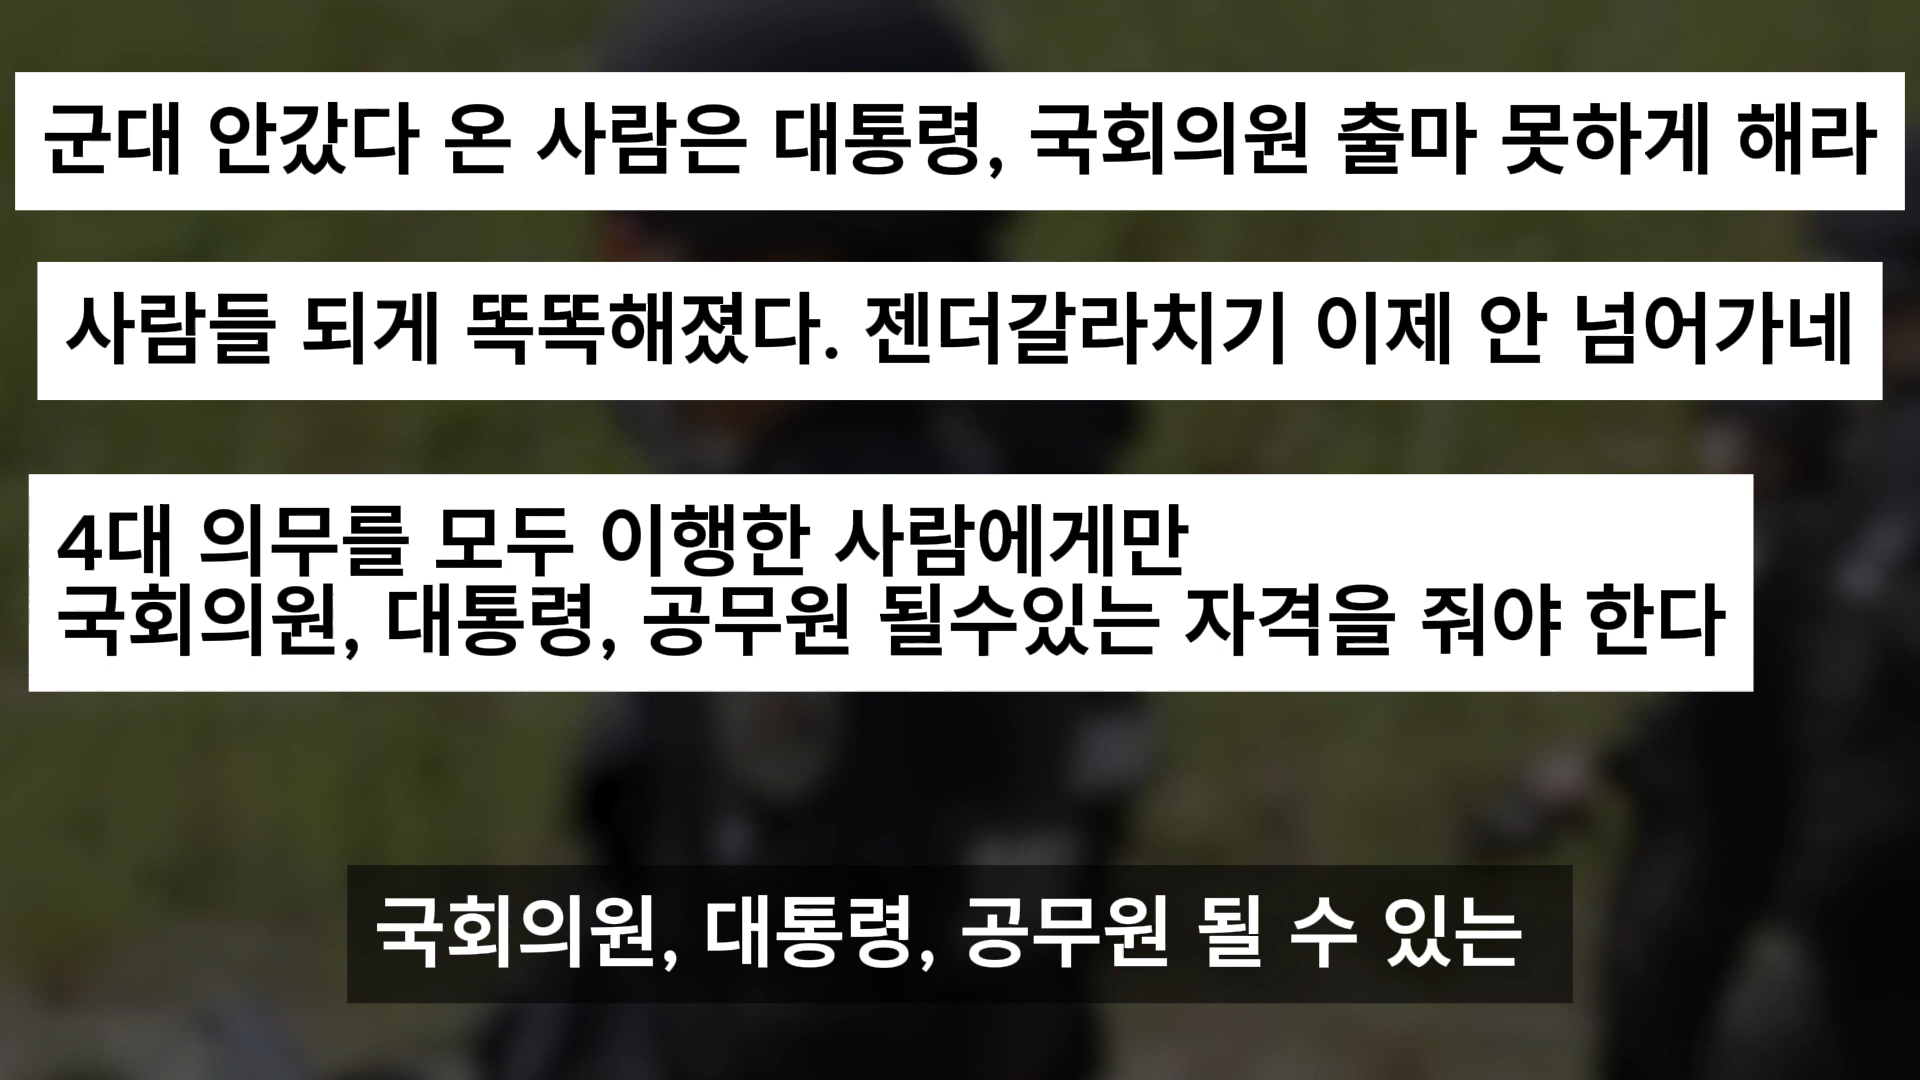 군대 안갔다 온 사람은 대통령, 국회의원 출마 못하게 해라
사람들 되게 똑똑해졌다. 젠더갈라치기 이제 안 넘어가네
4대 의무를 모두 이행한 사람에게만
국회의원, 대통령, 공무원 될수있는 자격을 줘야 한다
국회의원, 대통령, 공무원 될 수 있는